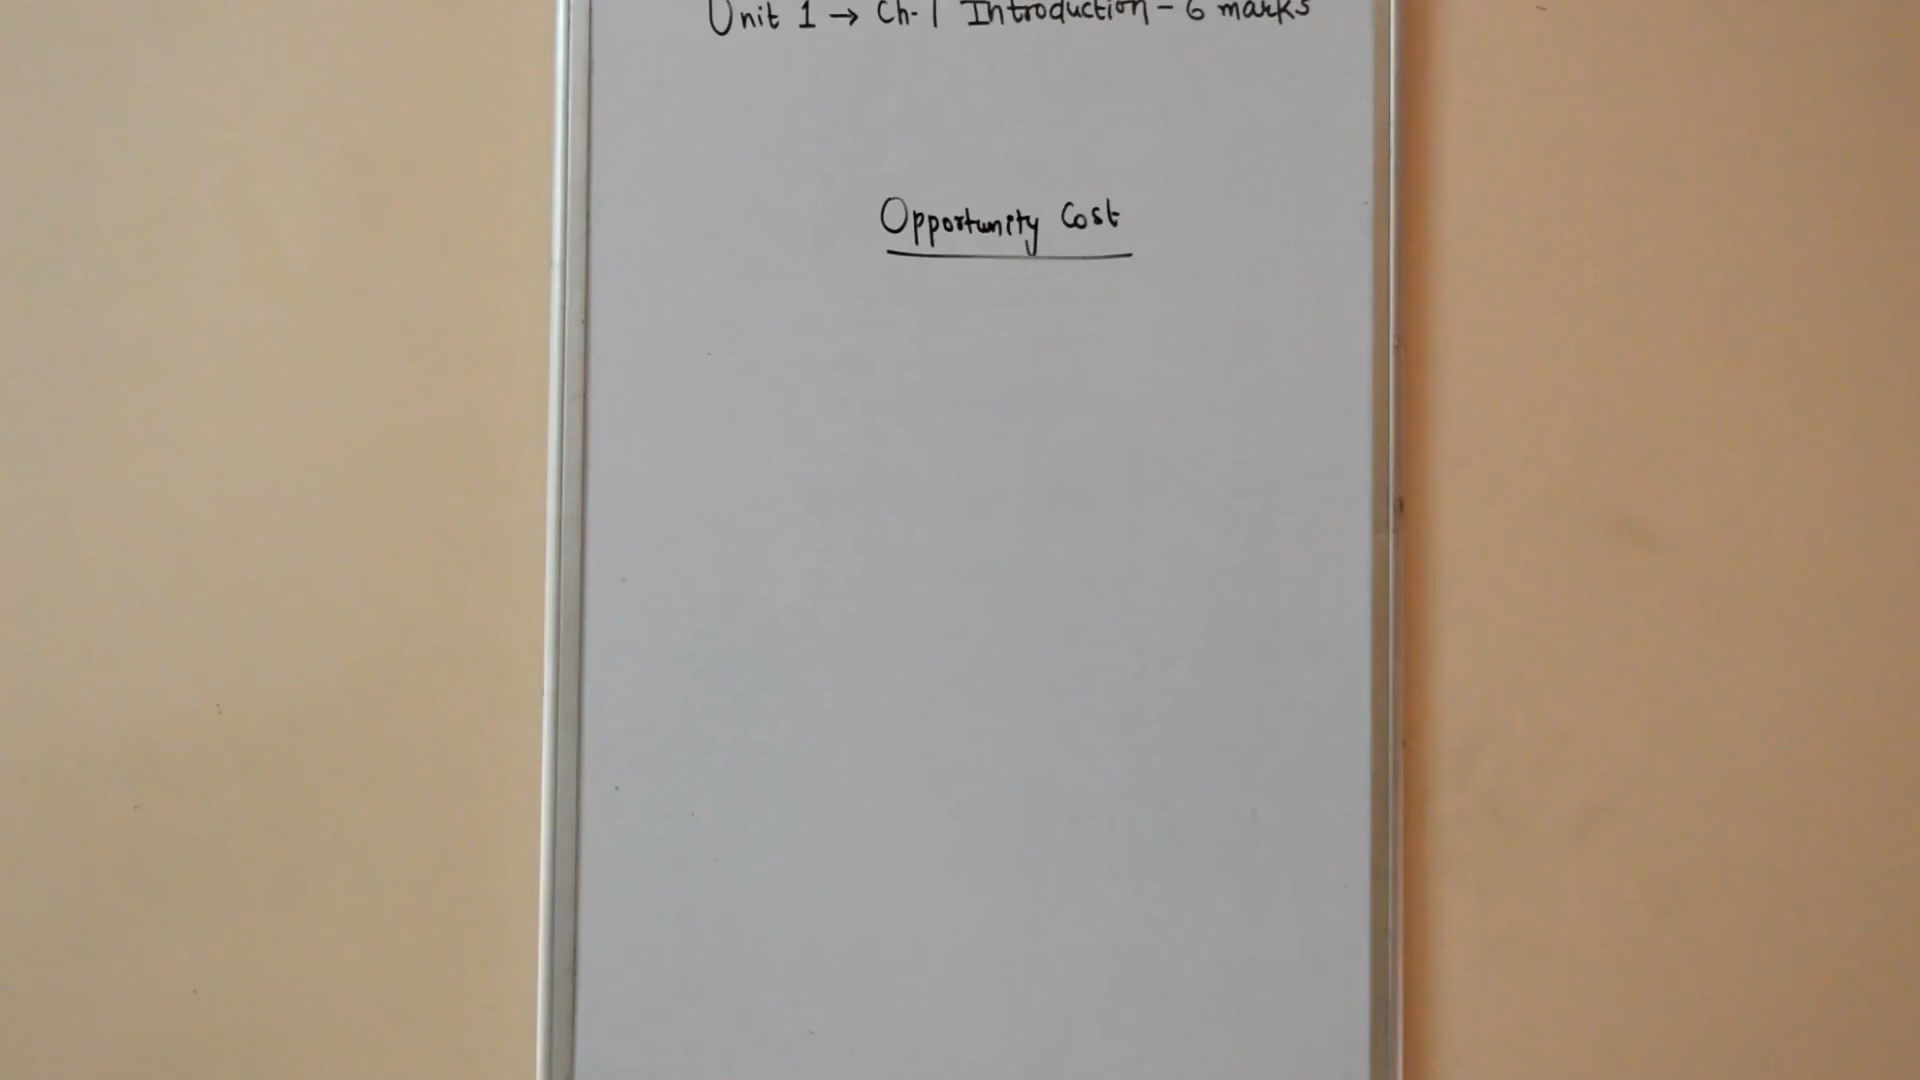 Unit 1 → Ch-1 Introduction - 6 marks
Opportunity Cost